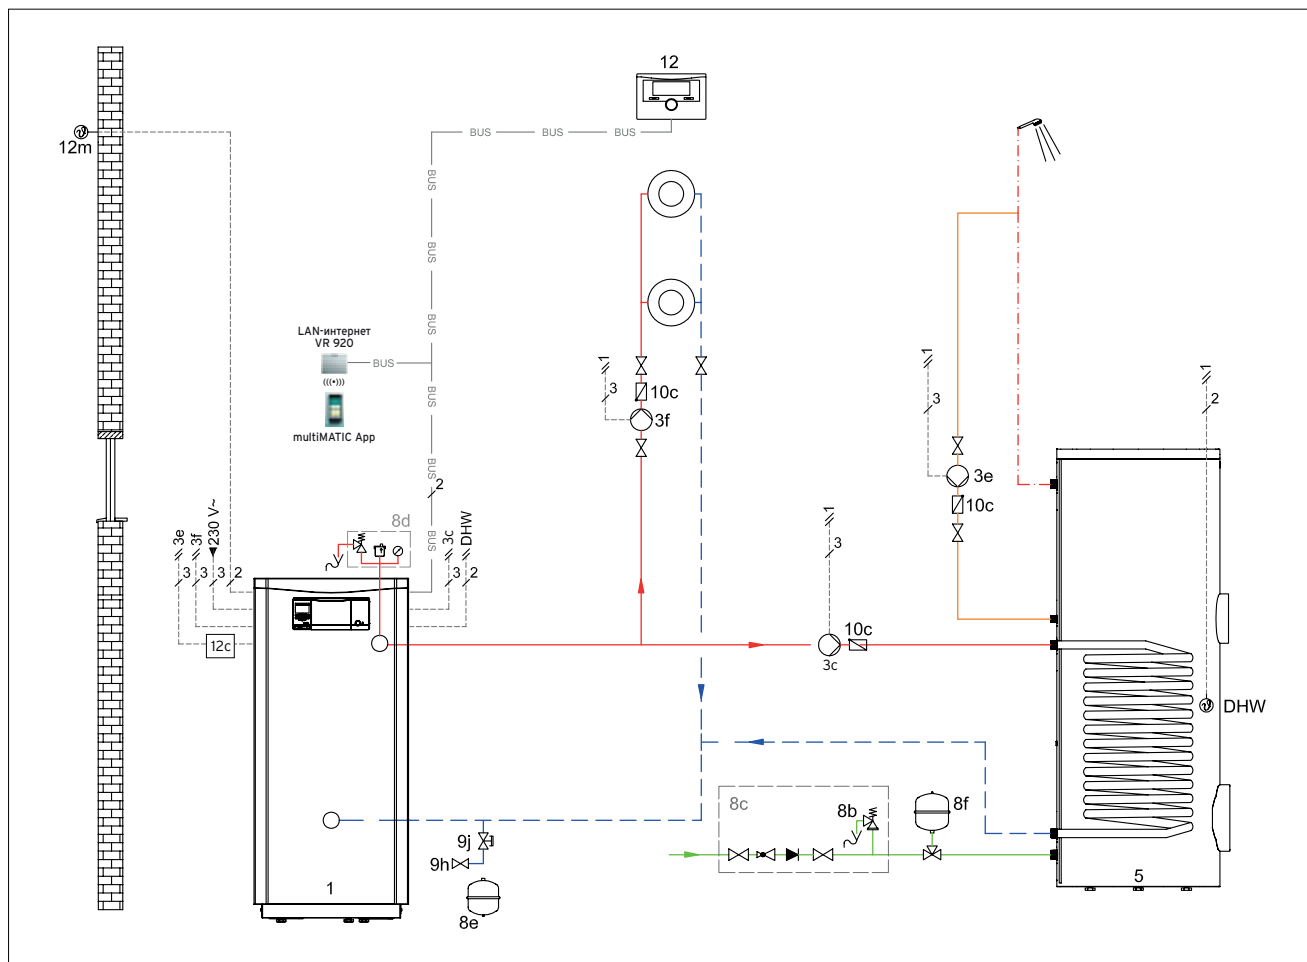 12
12m
BUS
BUS
BUS
BUS
BUS
BUS
LAN-интернет
VR 920
BUS
(((•)))
multiMATIC App
BUS
BUS
2
BUS
1
3
10c
3f
1
3
3e
10c
1
2
8d
3e
3f
230 V~
3
3
3
2
3c
DHW
3
2
12c
1
3
10c
3c
DHW
8c
8b
8f
9j
9h
8e
1
5